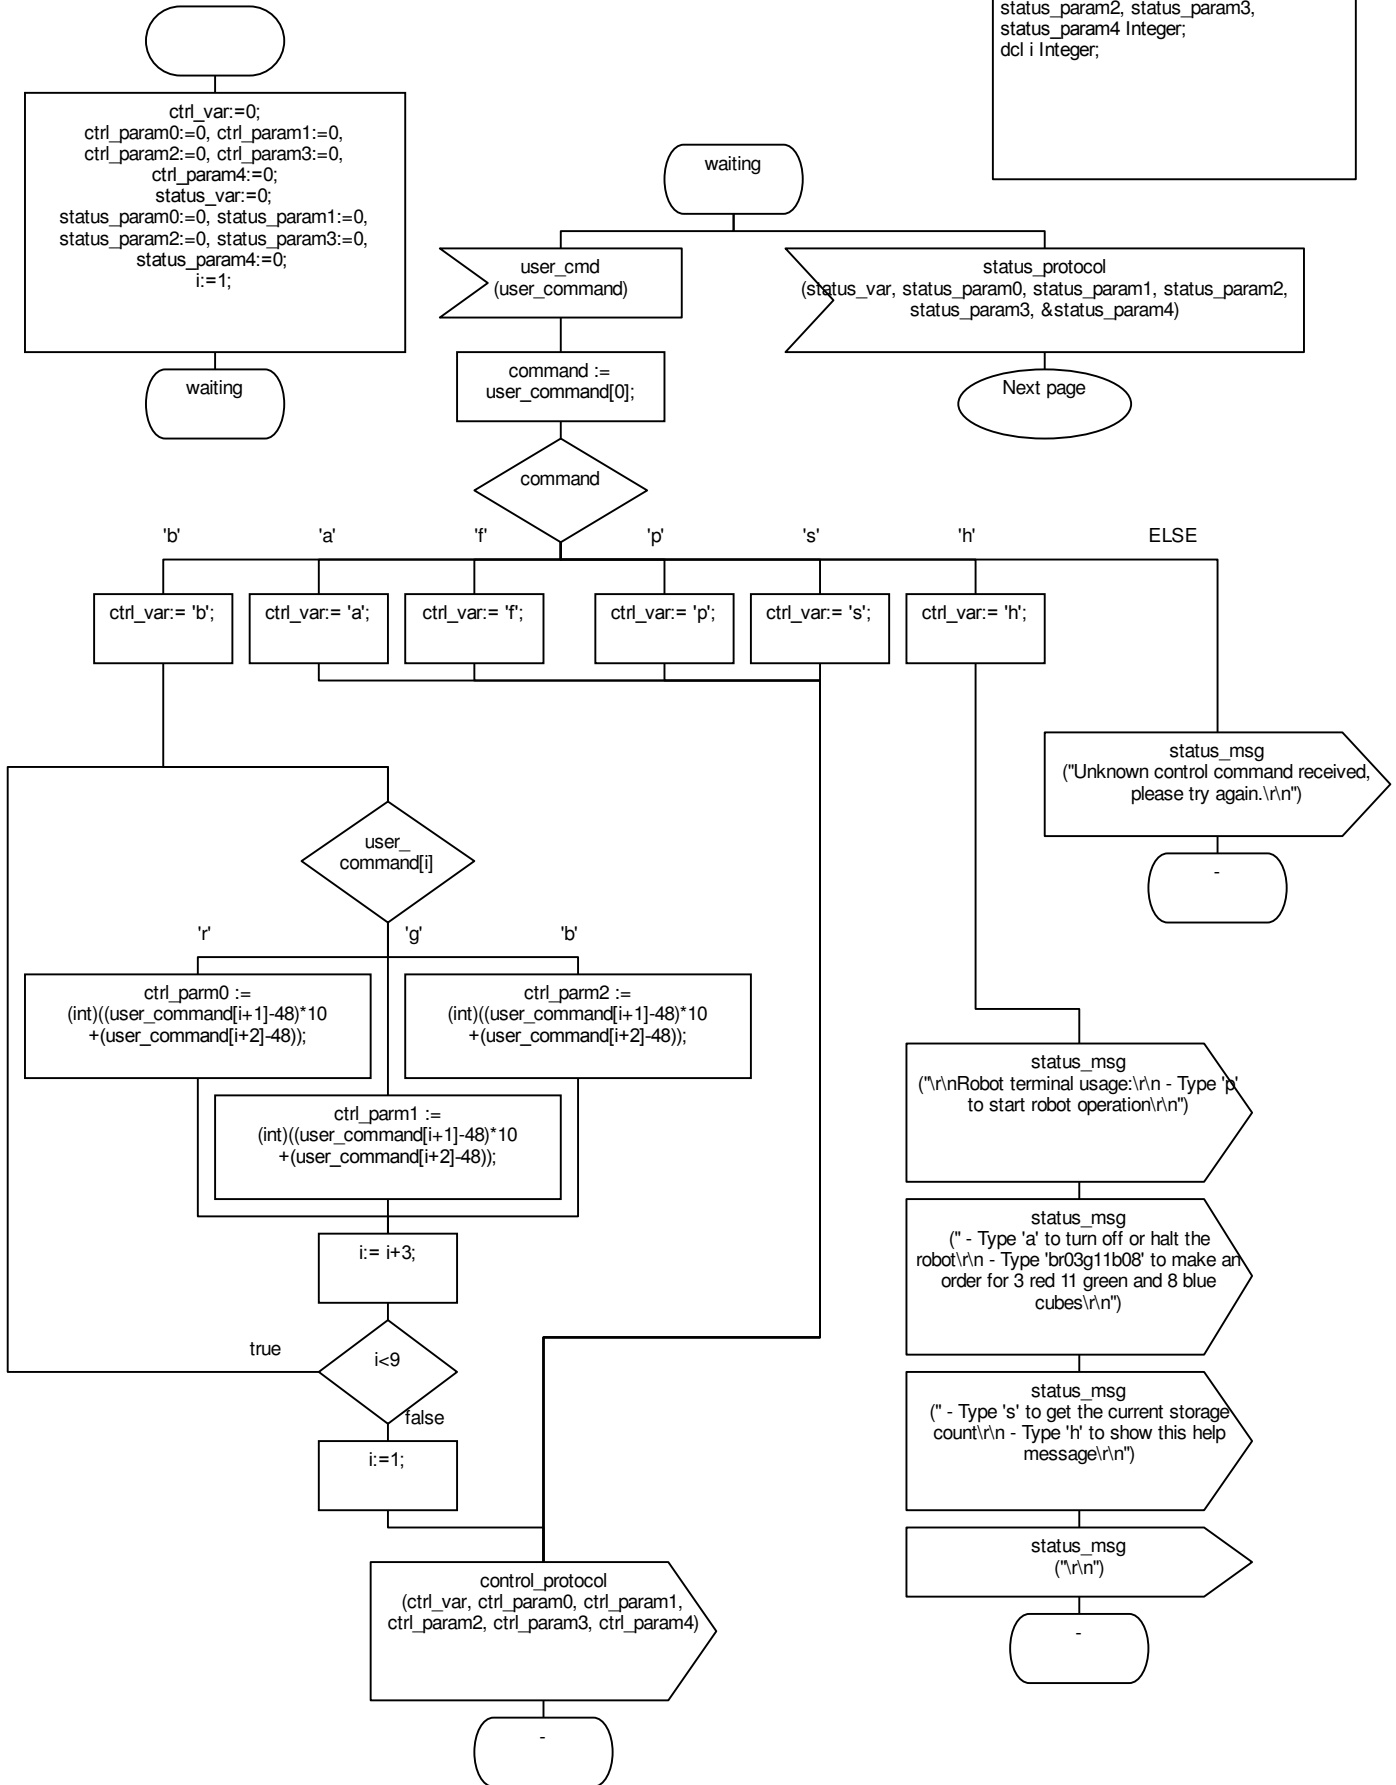 status_param2, status_param3,
status_param4 Integer;
dcl i Integer;
ctrl_var:=0;
ctrl_param0:=0, ctrl_param1:=0,
ctrl_param2:=0, ctrl_param3:=0,
ctrl_param4:=0;
status_var:=0;
status_param0:=0, status_param1:=0,
status_param2:=0, status_param3:=0,
status_param4:=0;
i:=1;
waiting
waiting
user_cmd
(user_command)
status_protocol
(status_var, status_param0, status_param1, status_param2,
status_param3, &status_param4)
command :=
user_command[0];
Next page
command
'b'
'a'
'f'
'p'
's'
'h'
ELSE
ctrl_var:= 'b';
ctrl_var:= 'a';
ctrl_var:= 'f';
ctrl_var:= 'p';
ctrl_var:= 's';
ctrl_var:= 'h';
status_msg
("Unknown control command received,
please try again.\r\n")
-
user_
command[i]
'r'
'g'
'b'
ctrl_parm0 :=
(int)((user_command[i+1]-48)*10
+(user_command[i+2]-48));
ctrl_parm2 :=
(int)((user_command[i+1]-48)*10
+(user_command[i+2]-48));
ctrl_parm1 :=
(int)((user_command[i+1]-48)*10
+(user_command[i+2]-48));
i:= i+3;
true
i<9
false
i:=1;
control_protocol
(ctrl_var, ctrl_param0, ctrl_param1,
ctrl_param2, ctrl_param3, ctrl_param4)
-
status_msg
("\r\nRobot terminal usage:\r\n - Type 'p'
to start robot operation\r\n")
status_msg
(" - Type 'a' to turn off or halt the
robot\r\n - Type 'br03g11b08' to make an
order for 3 red 11 green and 8 blue
cubes\r\n")
status_msg
(" - Type 's' to get the current storage
count\r\n - Type 'h' to show this help
message\r\n")
status_msg
("\r\n")
-